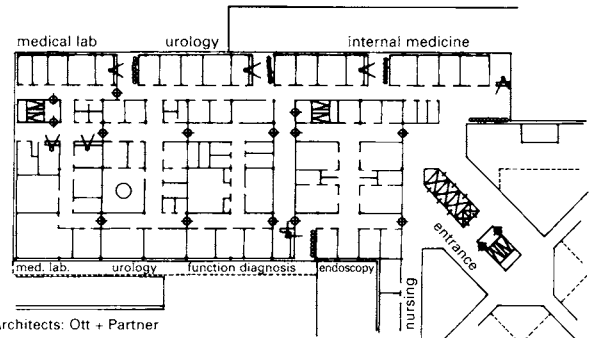 medical lab urology internal medicine
entrance
med. lab. urology function diagnosis endoscopy
nursing
Architects: Ott + Partner